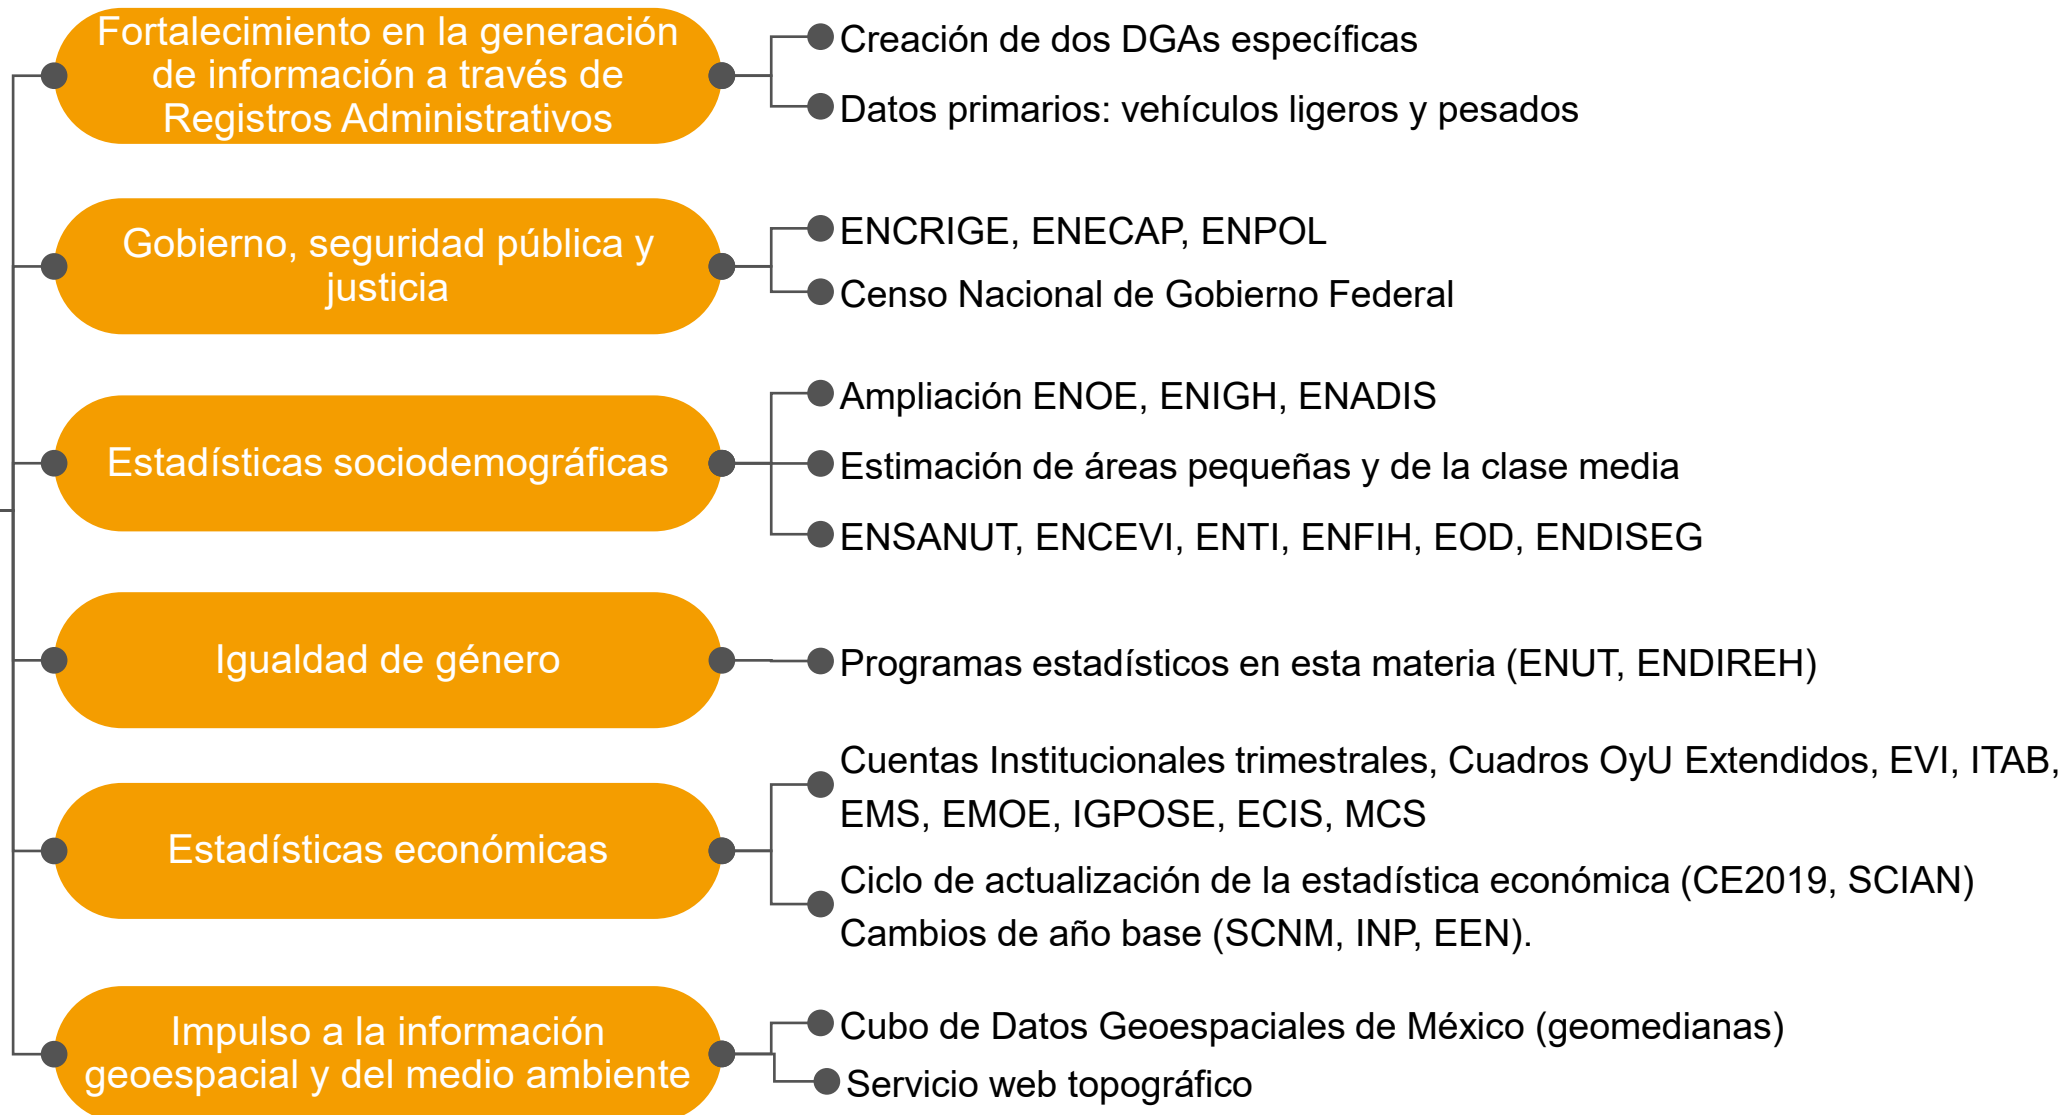 Fortalecimiento en la generación
de información a través de
Registros Administrativos
Creación de dos DGAs específicas
Datos primarios: vehículos ligeros y pesados
Gobierno, seguridad pública y
justicia
ENCRIGE, ENECAP, ENPOL
Censo Nacional de Gobierno Federal
Estadísticas sociodemográficas
Ampliación ENOE, ENIGH, ENADIS
Estimación de áreas pequeñas y de la clase media
ENSANUT, ENCEVI, ENTI, ENFIH, EOD, ENDISEG
Igualdad de género
Programas estadísticos en esta materia (ENUT, ENDIREH)
Estadísticas económicas
Cuentas Institucionales trimestrales, Cuadros OyU Extendidos, EVI, ITAB,
EMS, EMOE, IGPOSE, ECIS, MCS
Ciclo de actualización de la estadística económica (CE2019, SCIAN)
Cambios de año base (SCNM, INP, EEN).
Impulso a la información
geoespacial y del medio ambiente
Cubo de Datos Geoespaciales de México (geomedianas)
Servicio web topográfico